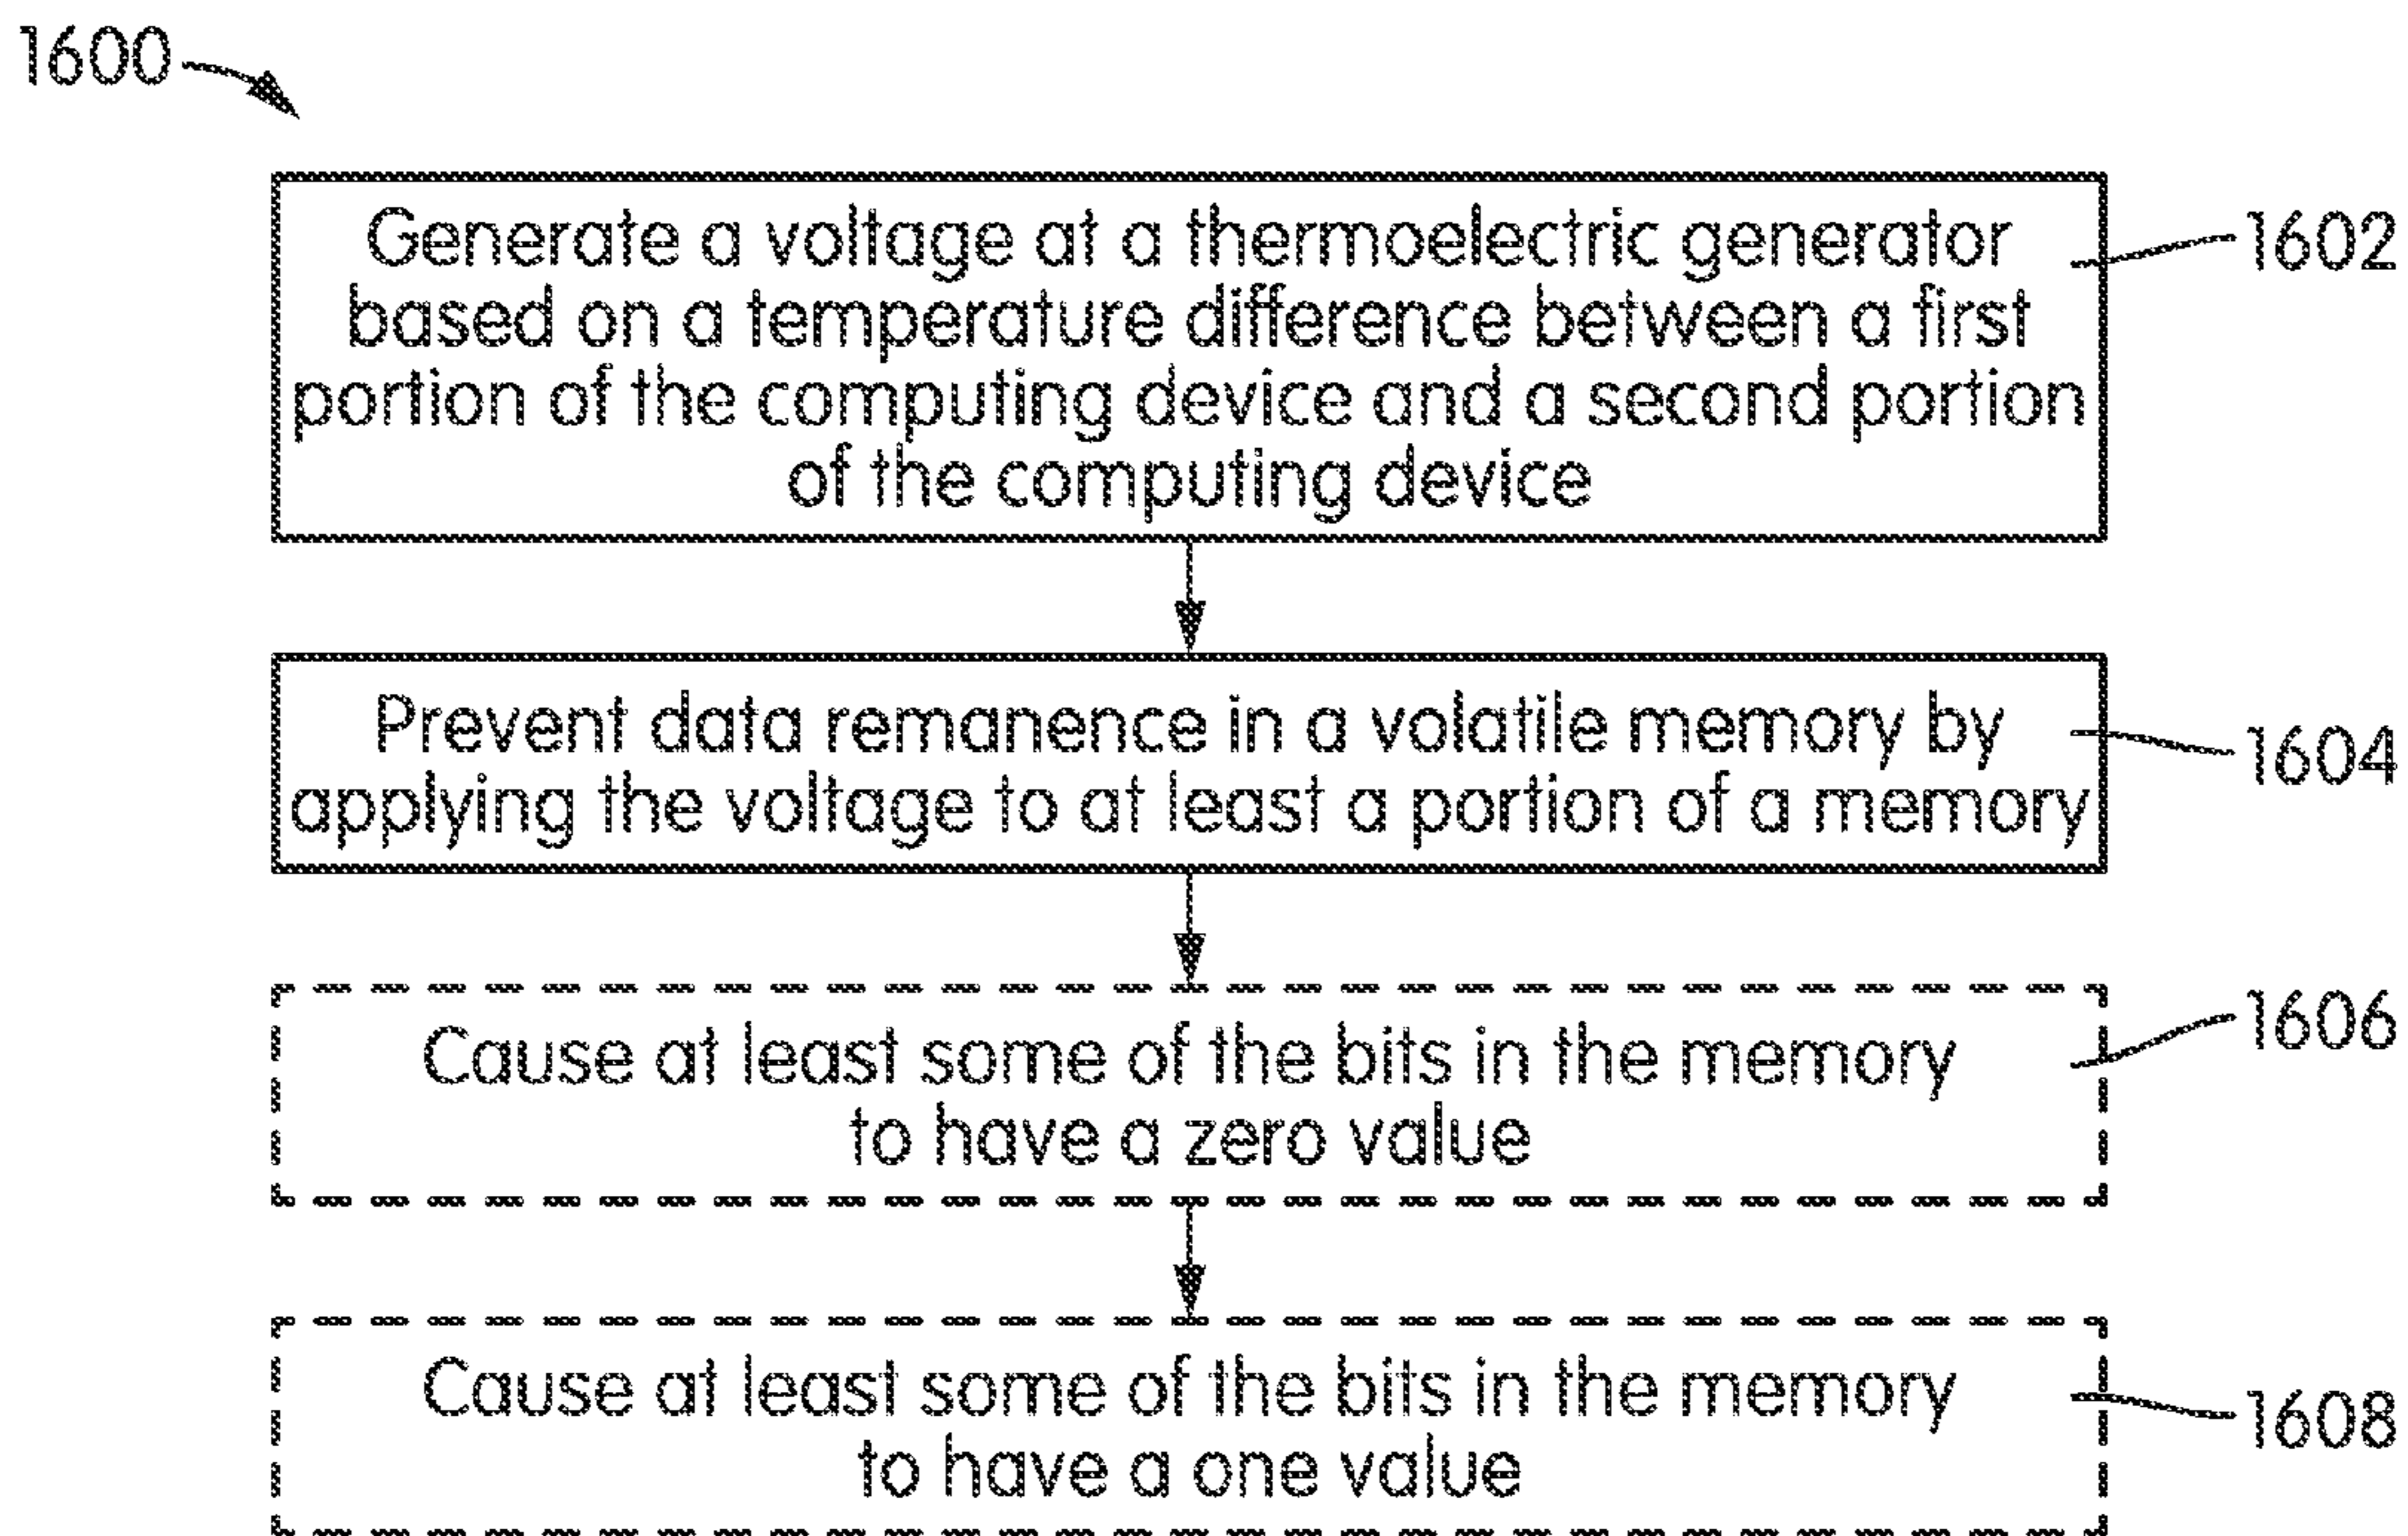 1600
Generate a voltage at a thermoelectric generator
based on a temperature difference between a first
portion of the computing device and a second portion
of the computing device
1602
Prevent data remanence in a volatile memory by
applying the voltage to at least a portion of a memory
1604
Cause at least some of the bits in the memory
to have a zero value
1606
Cause at least some of the bits in the memory
to have a one value
1608